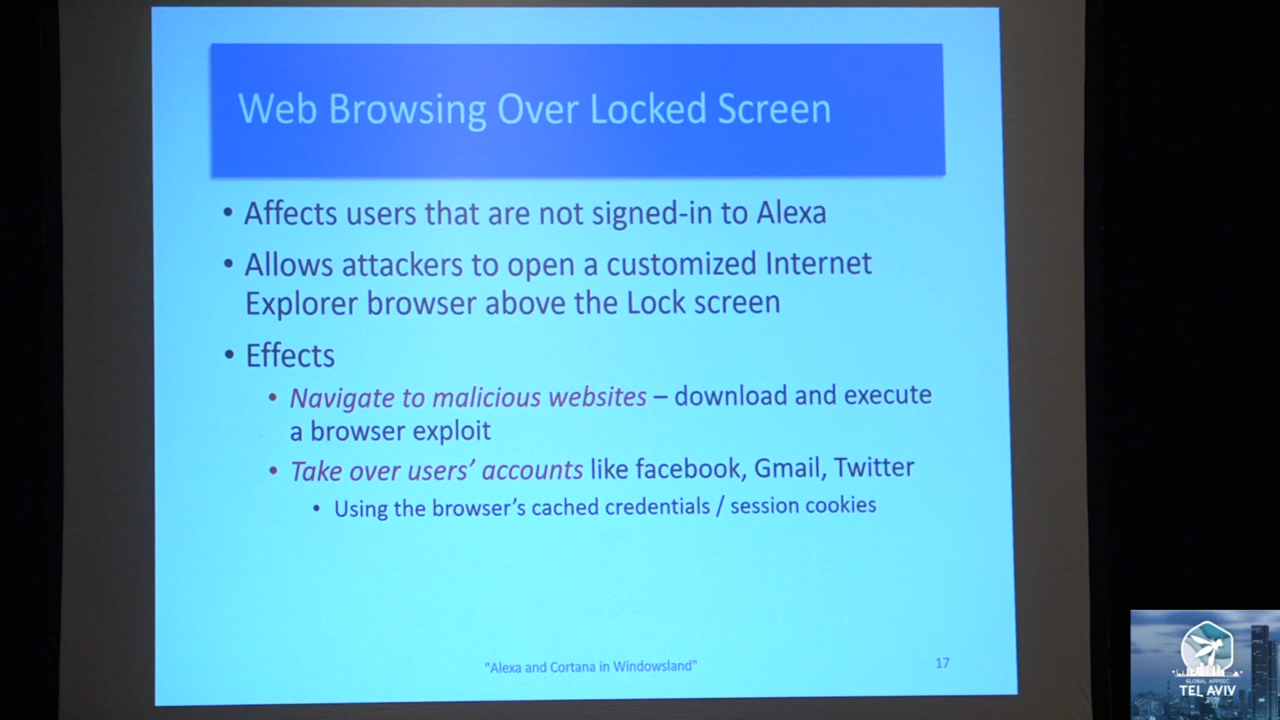 Web Browsing Over Locked Screen
• Affects users that are not signed-in to Alexa
• Allows attackers to open a customized Internet
Explorer browser above the Lock screen
• Effects
• Navigate to malicious websites – download and execute
a browser exploit
• Take over users’ accounts like facebook, Gmail, Twitter
• Using the browser’s cached credentials / session cookies
"Alexa and Cortana in Windowsland"
17
GLOBAL APPSEC
TEL AVIV